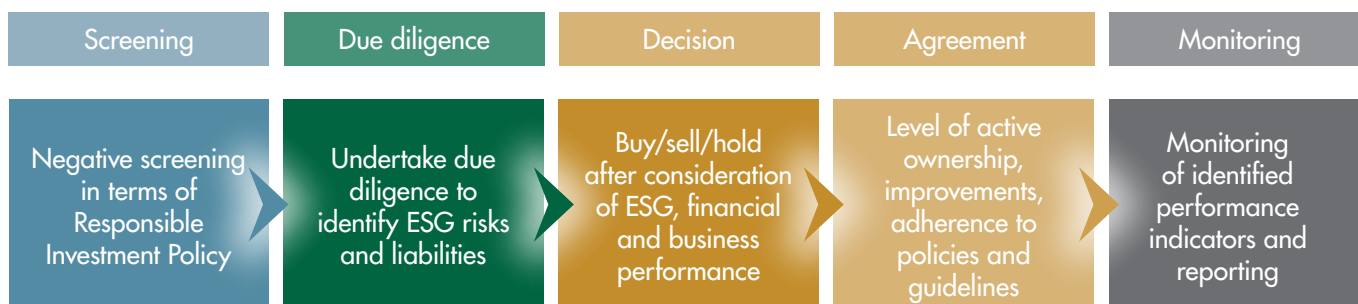 Screening
Due diligence
Decision
Agreement
Monitoring
Negative screening
in terms of
Responsible
Investment Policy
Undertake due
diligence to
identify ESG risks
and liabilities
Buy/sell/hold
after consideration
of ESG, financial
and business
performance
Level of active
ownership,
improvements,
adherence to
policies and
guidelines
Monitoring
of identified
performance
indicators and
reporting